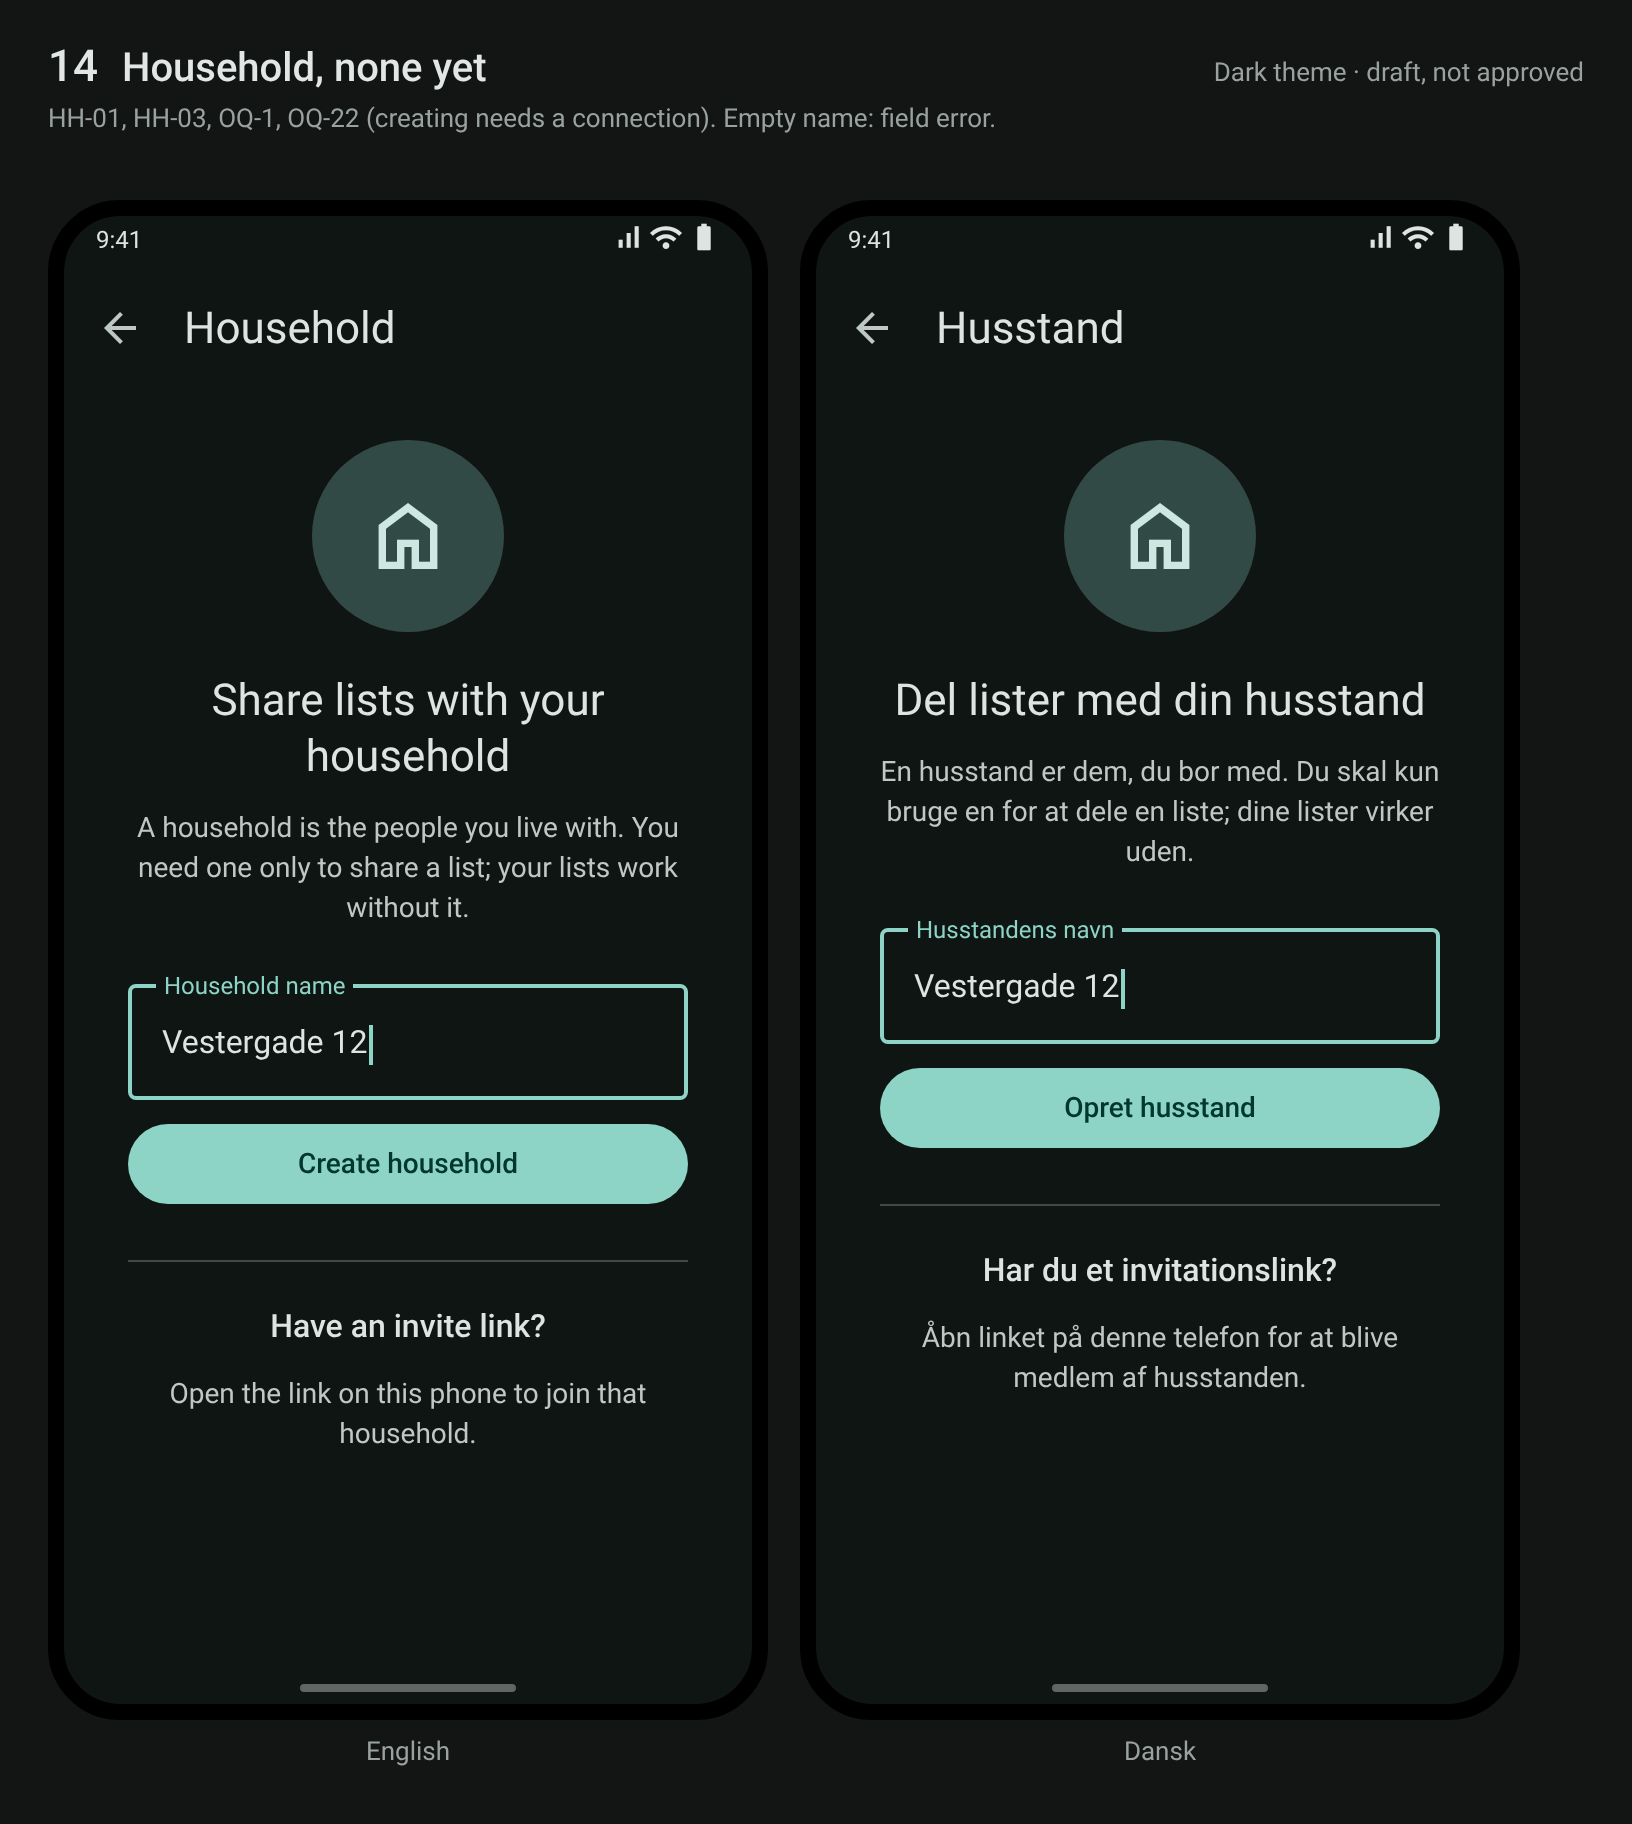 14 Household, none yet
Dark theme · draft, not approved
HH-01, HH-03, OQ-1, OQ-22 (creating needs a connection). Empty name: field error.
9:41
Household
Share lists with your
household
A household is the people you live with. You
need one only to share a list; your lists work
without it.
Household name
Vestergade 12
Create household
Have an invite link?
Open the link on this phone to join that
household.
English
9:41
Husstand
Del lister med din husstand
En husstand er dem, du bor med. Du skal kun
bruge en for at dele en liste; dine lister virker
uden.
Husstandens navn
Vestergade 12
Opret husstand
Har du et invitationslink?
Åbn linket på denne telefon for at blive
medlem af husstanden.
Dansk